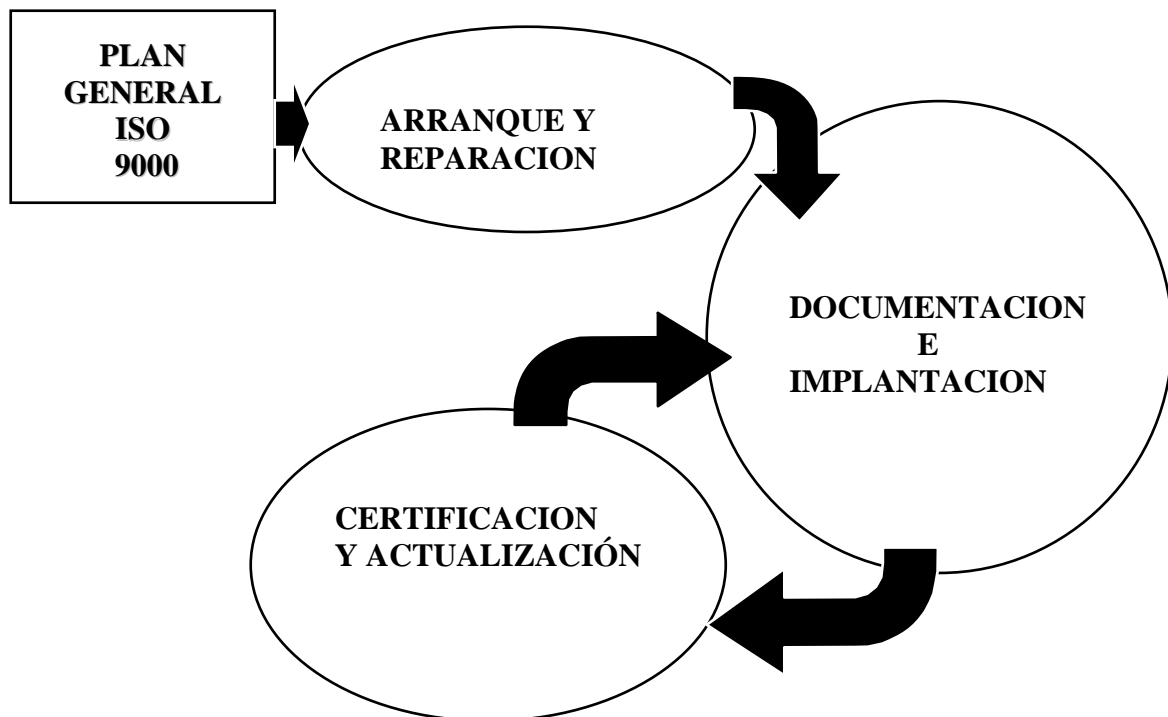 PLAN
GENERAL
ISO
9000
ARRANQUE Y
REPARACION
DOCUMENTACION
E
IMPLANTACION
CERTIFICACION
Y ACTUALIZACIÓN